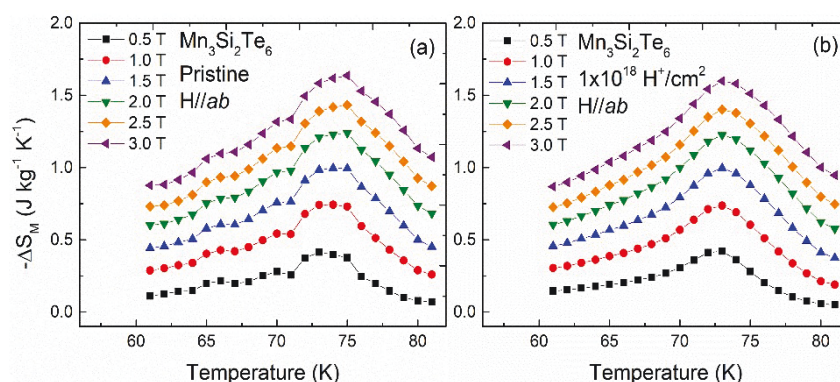 2.0
1.5
1.0
0.5
0.0
-ΔS_M (J kg⁻¹ K⁻¹)
0.5 T
1.0 T
1.5 T
2.0 T
2.5 T
3.0 T
Mn₃Si₂Te₆
Pristine
H//ab
(a)
60 65 70 75 80
Temperature (K)
0.5 T
1.0 T
1.5 T
2.0 T
2.5 T
3.0 T
Mn₃Si₂Te₆
1x10¹⁸ H⁺/cm²
H//ab
(b)
60 65 70 75 80
Temperature (K)